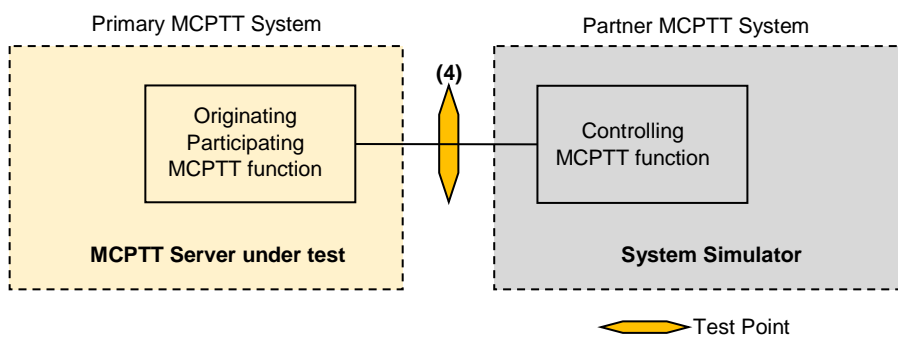 Primary MCPTT System
Partner MCPTT System
(4)
Originating
Participating
MCPTT function
Controlling
MCPTT function
MCPTT Server under test
System Simulator
Test Point